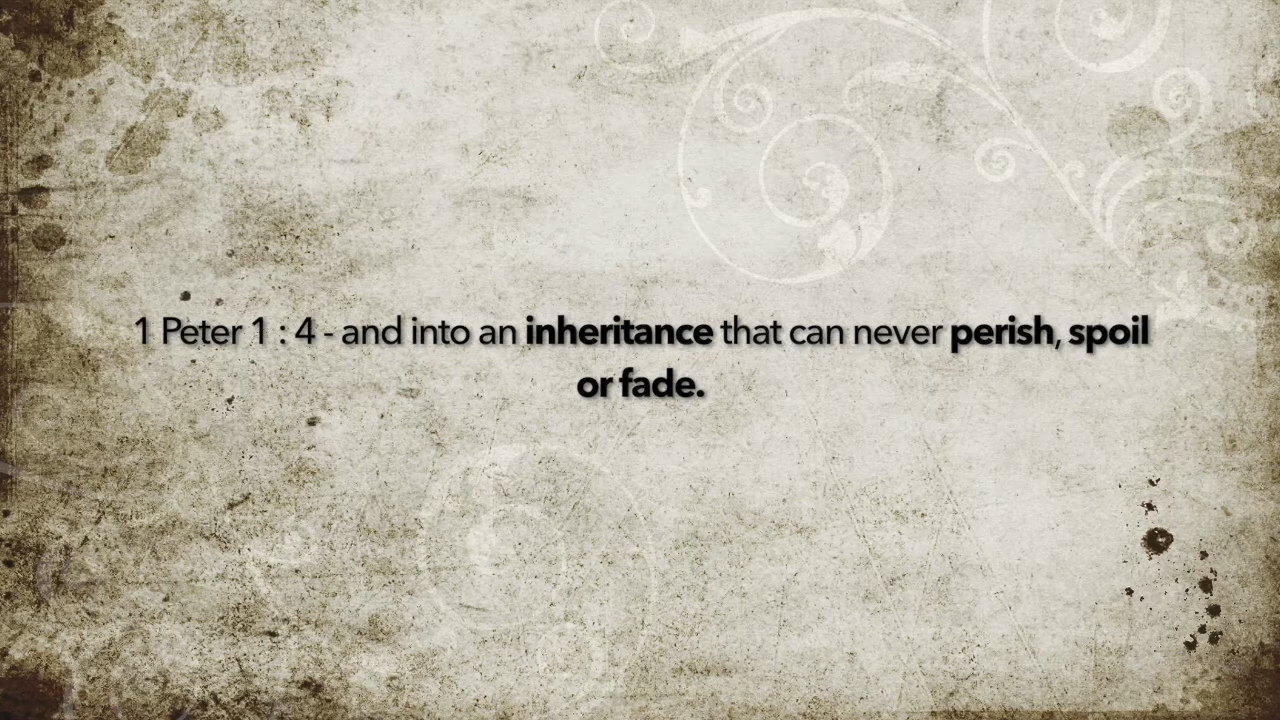 1 Peter 1 : 4 - and into an inheritance that can never perish, spoil
or fade.